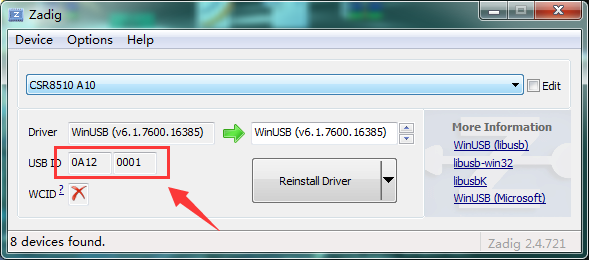 Zadig
Device Options Help
CSR8510 A10
Edit
Driver WinUSB (v6.1.7600.16385) WinUSB (v6.1.7600.16385)
USB ID 0A12 0001
WCID ?
Reinstall Driver
More Information
WinUSB (libusb)
libusb-win32
libusbK
WinUSB (Microsoft)
8 devices found.
Zadig 2.4.721